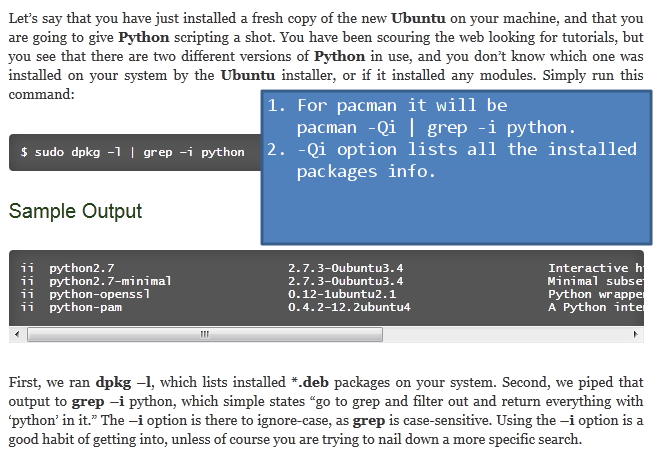 Let’s say that you have just installed a fresh copy of the new Ubuntu on your machine, and that you
are going to give Python scripting a shot. You have been scouring the web looking for tutorials, but
you see that there are two different versions of Python in use, and you don’t know which one was
installed on your system by the Ubuntu installer, or if it installed any modules. Simply run this
command:
1. For pacman it will be
pacman -Qi | grep -i python.
2. -Qi option lists all the installed
packages info.
$ sudo dpkg -l | grep –i python
Sample Output
ii python2.7 2.7.3-0ubuntu3.4 Interactive h
ii python2.7-minimal 2.7.3-0ubuntu3.4 Minimal subse
ii python-openssl 0.12-1ubuntu2.1 Python wrappe
ii python-pam 0.4.2-12.2ubuntu4 A Python inte
First, we ran dpkg –l, which lists installed *.deb packages on your system. Second, we piped that
output to grep –i python, which simple states “go to grep and filter out and return everything with
‘python’ in it.” The –i option is there to ignore-case, as grep is case-sensitive. Using the –i option is a
good habit of getting into, unless of course you are trying to nail down a more specific search.